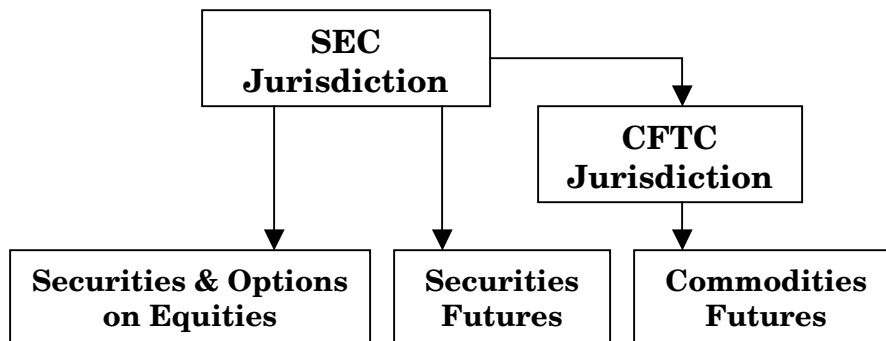 SEC
Jurisdiction
CFTC
Jurisdiction
Securities & Options
on Equities
Securities
Futures
Commodities
Futures